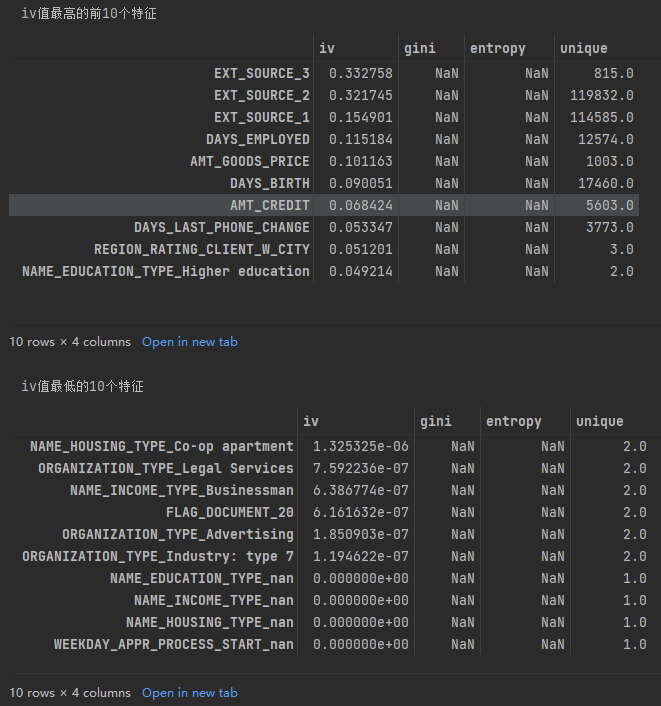 iv值最高的前10个特征
iv gini entropy unique
EXT_SOURCE_3 0.332758 NaN NaN 815.0
EXT_SOURCE_2 0.321745 NaN NaN 119832.0
EXT_SOURCE_1 0.154901 NaN NaN 114585.0
DAYS_EMPLOYED 0.115184 NaN NaN 12574.0
AMT_GOODS_PRICE 0.101163 NaN NaN 1003.0
DAYS_BIRTH 0.090051 NaN NaN 17460.0
AMT_CREDIT 0.068424 NaN NaN 5603.0
DAYS_LAST_PHONE_CHANGE 0.053347 NaN NaN 3773.0
REGION_RATING_CLIENT_W_CITY 0.051201 NaN NaN 3.0
NAME_EDUCATION_TYPE_Higher education 0.049214 NaN NaN 2.0
10 rows × 4 columns Open in new tab
iv值最低的10个特征
iv gini entropy unique
NAME_HOUSING_TYPE_Co-op apartment 1.325325e-06 NaN NaN 2.0
ORGANIZATION_TYPE_Legal Services 7.592236e-07 NaN NaN 2.0
NAME_INCOME_TYPE_Businessman 6.386774e-07 NaN NaN 2.0
FLAG_DOCUMENT_20 6.161632e-07 NaN NaN 2.0
ORGANIZATION_TYPE_Advertising 1.850903e-07 NaN NaN 2.0
ORGANIZATION_TYPE_Industry: type 7 1.194622e-07 NaN NaN 2.0
NAME_EDUCATION_TYPE_nan 0.000000e+00 NaN NaN 1.0
NAME_INCOME_TYPE_nan 0.000000e+00 NaN NaN 1.0
NAME_HOUSING_TYPE_nan 0.000000e+00 NaN NaN 1.0
WEEKDAY_APPR_PROCESS_START_nan 0.000000e+00 NaN NaN 1.0
10 rows × 4 columns Open in new tab